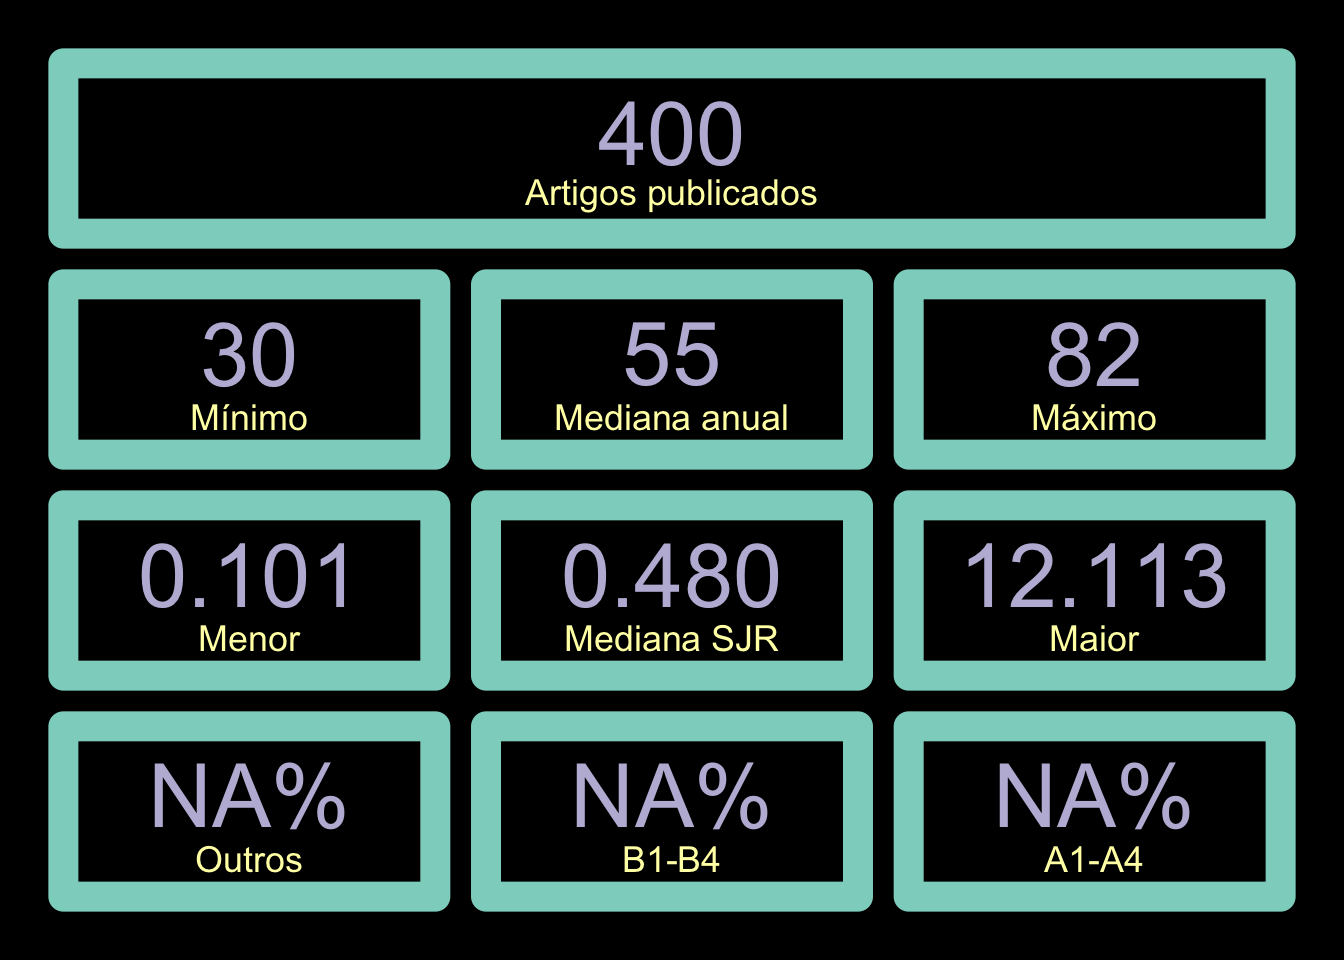 400
Artigos publicados
30
Mínimo
55
Mediana anual
82
Máximo
0.101
Menor
0.480
Mediana SJR
12.113
Maior
NA%
Outros
NA%
B1-B4
NA%
A1-A4